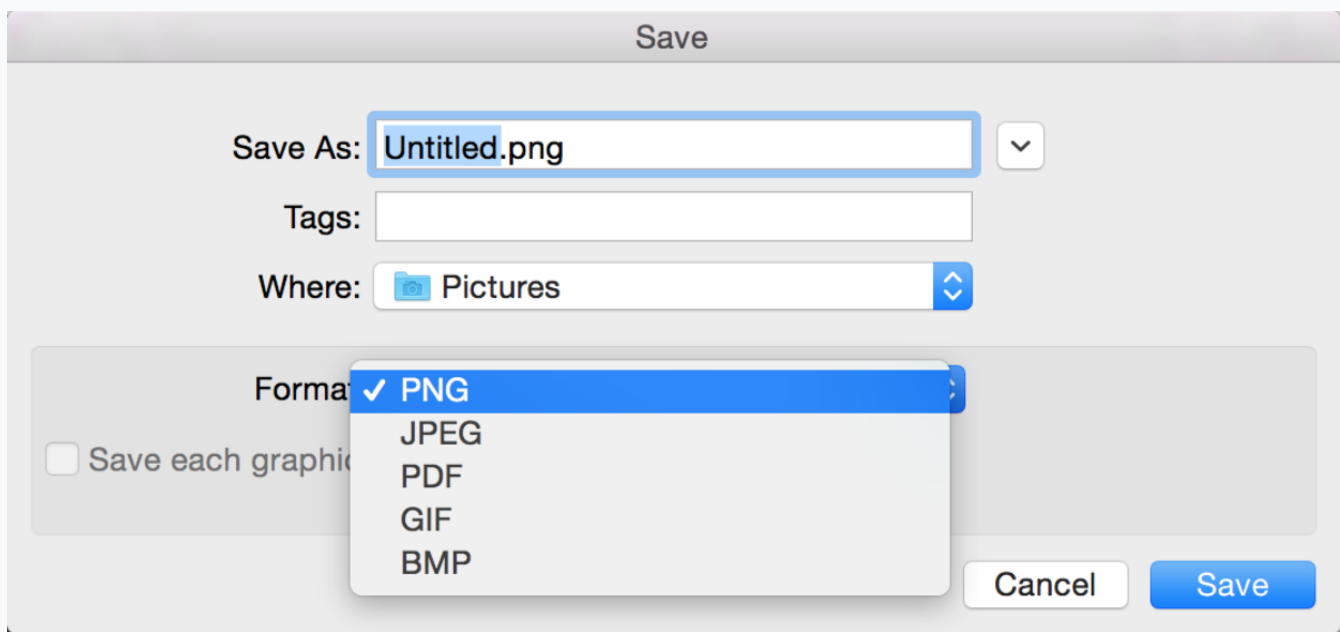 Save
Save As: Untitled.png
Tags:
Where: Pictures
Forma ✓ PNG
JPEG
Save each graphic
PDF
GIF
BMP
Cancel Save